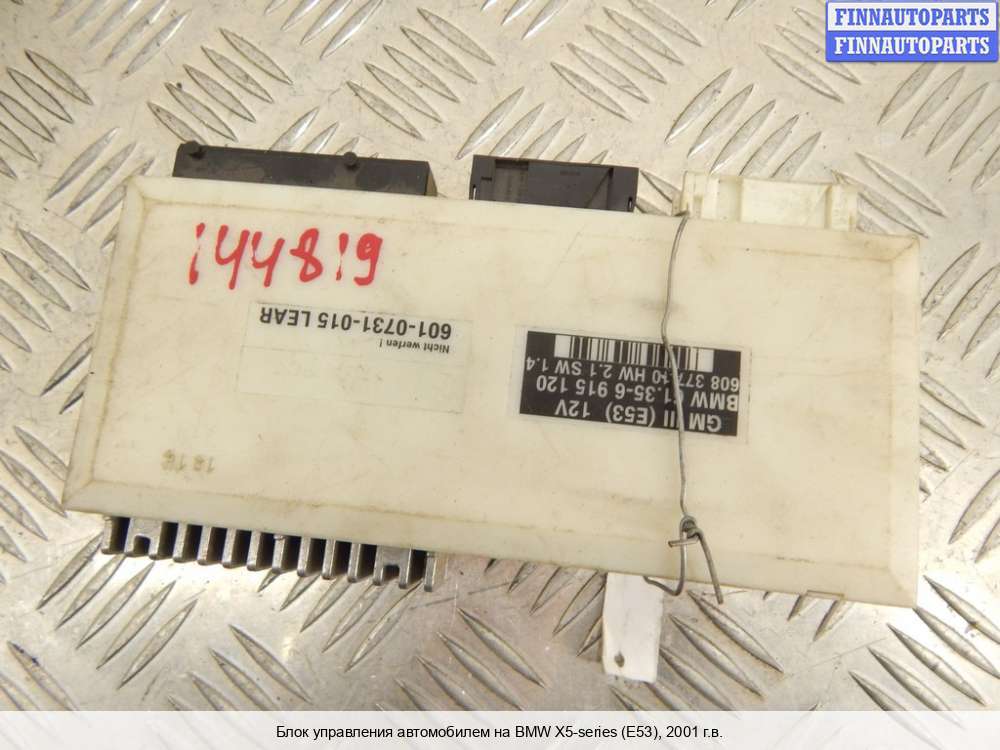 FINNAUTOPARTS
FINNAUTOPARTS
144819
Nicht werfen !
601-0731-015 LEAR
GM III (E53) 12V
BMW 61.35-6 915 120
608 377 10 HW 2.1 SW 1.4
Блок управления автомобилем на BMW X5-series (E53), 2001 г.в.